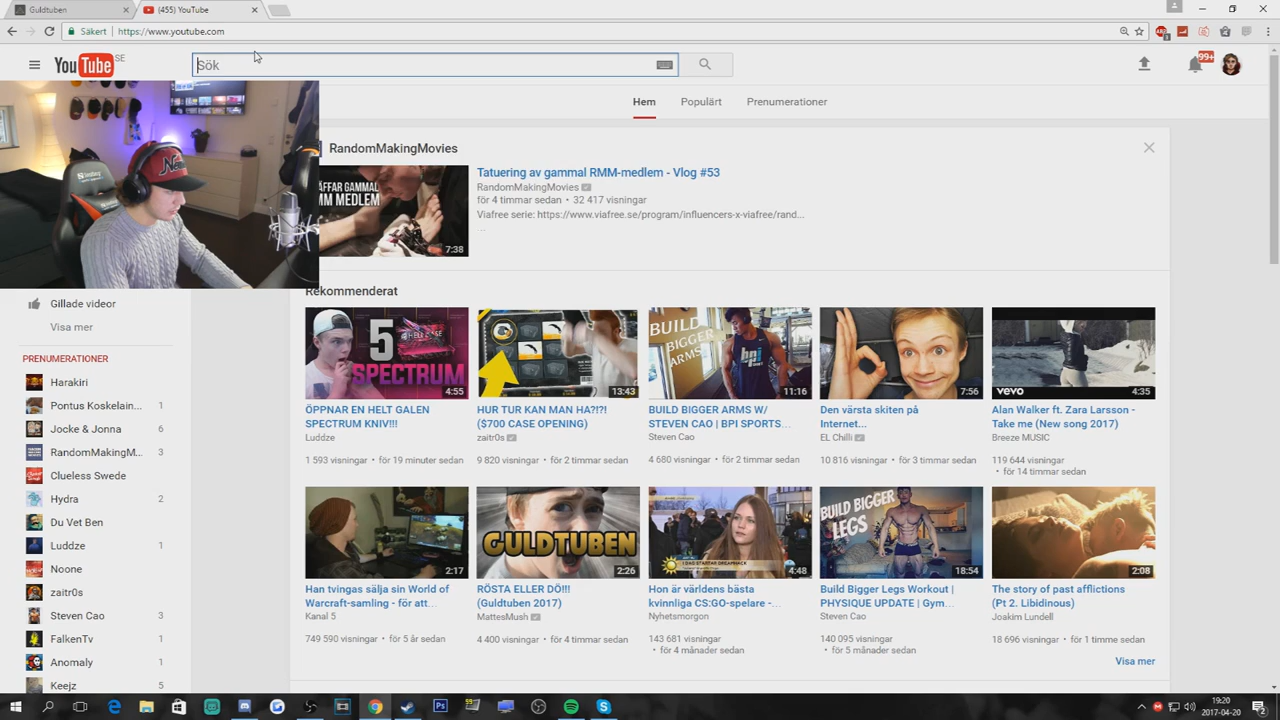 Guldtuben
(455) YouTube
Säkert
https://www.youtube.com
YouTube SE
Sök
99+
Hem
Populärt
Prenumerationer
RandomMakingMovies
Tatuering av gammal RMM-medlem - Vlog #53
RandomMakingMovies
för 4 timmar sedan • 32 417 visningar
Viafree serie: https://www.viafree.se/program/influencers-x-viafree/rand...
...
ÄFFAR GAMMAL
MM MEDLEM
7:38
Gillade videor
Visa mer
PRENUMERATIONER
Harakiri
Pontus Koskelain... 1
Jocke & Jonna 6
RandomMakingM... 3
Clueless Swede
Hydra 2
Du Vet Ben
Luddze 1
Noone
zaitr0s
Steven Cao 3
FalkenTv 1
Anomaly 1
Keejz 5
Rekommenderat
5
SPECTRUM
4:55
ÖPPNAR EN HELT GALEN
SPECTRUM KNIV!!!
Luddze
1 593 visningar • för 19 minuter sedan
13:43
HUR TUR KAN MAN HA?!?!
($700 CASE OPENING)
zaitr0s
9 820 visningar • för 2 timmar sedan
BUILD
BIGGER
ARMS
bpi
11:16
BUILD BIGGER ARMS W/
STEVEN CAO | BPI SPORTS...
Steven Cao
4 680 visningar • för 2 timmar sedan
7:56
Den värsta skiten på
Internet...
EL Chilli
10 816 visningar • för 3 timmar sedan
vevo
4:35
Alan Walker ft. Zara Larsson -
Take me (New song 2017)
Breeze MUSIC
119 644 visningar
• för 14 timmar sedan
2:17
Han tvingas sälja sin World of
Warcraft-samling - för att...
Kanal 5
749 590 visningar • för 5 år sedan
GULDTUBEN
2:26
RÖSTA ELLER DÖ!!!
(Guldtuben 2017)
MattesMush
4 400 visningar • för 4 timmar sedan
I DAG STARTAR DREAMHACK
4:48
Hon är världens bästa
kvinnliga CS:GO-spelare -...
Nyhetsmorgon
143 681 visningar
• för 4 månader sedan
BUILD
BIGGER
LEGS
18:54
Build Bigger Legs Workout |
PHYSIQUE UPDATE | Gym...
Steven Cao
140 095 visningar
• för 5 månader sedan
2:08
The story of past afflictions
(Pt 2. Libidinous)
Joakim Lundell
18 696 visningar • för 1 timme sedan
Visa mer
19:20
2017-04-20